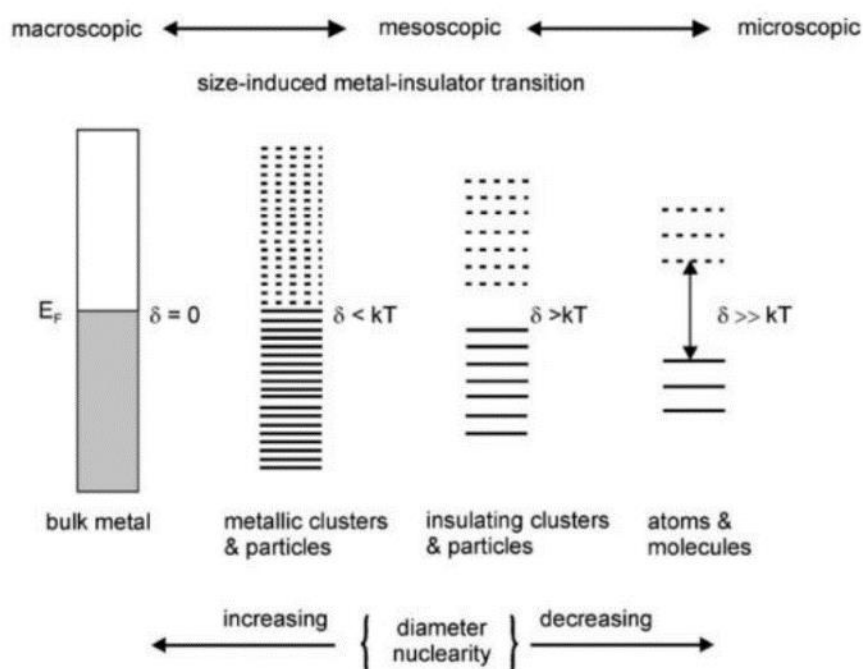 macroscopic mesoscopic microscopic
size-induced metal-insulator transition
E_F δ = 0 δ < kT δ >kT δ >> kT
bulk metal metallic clusters insulating clusters atoms &
& particles & particles molecules
increasing { diameter } decreasing
nuclearity